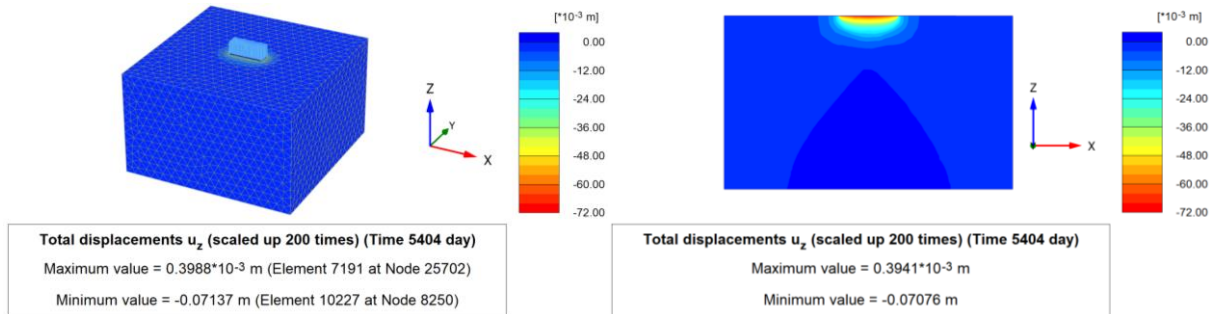 [*10-3 m]
0.00
-12.00
-24.00
-36.00
-48.00
-60.00
-72.00
Z
Y
X
Total displacements uz (scaled up 200 times) (Time 5404 day)
Maximum value = 0.3988*10-3 m (Element 7191 at Node 25702)
Minimum value = -0.07137 m (Element 10227 at Node 8250)
[*10-3 m]
0.00
-12.00
-24.00
-36.00
-48.00
-60.00
-72.00
Z
X
Total displacements uz (scaled up 200 times) (Time 5404 day)
Maximum value = 0.3941*10-3 m
Minimum value = -0.07076 m